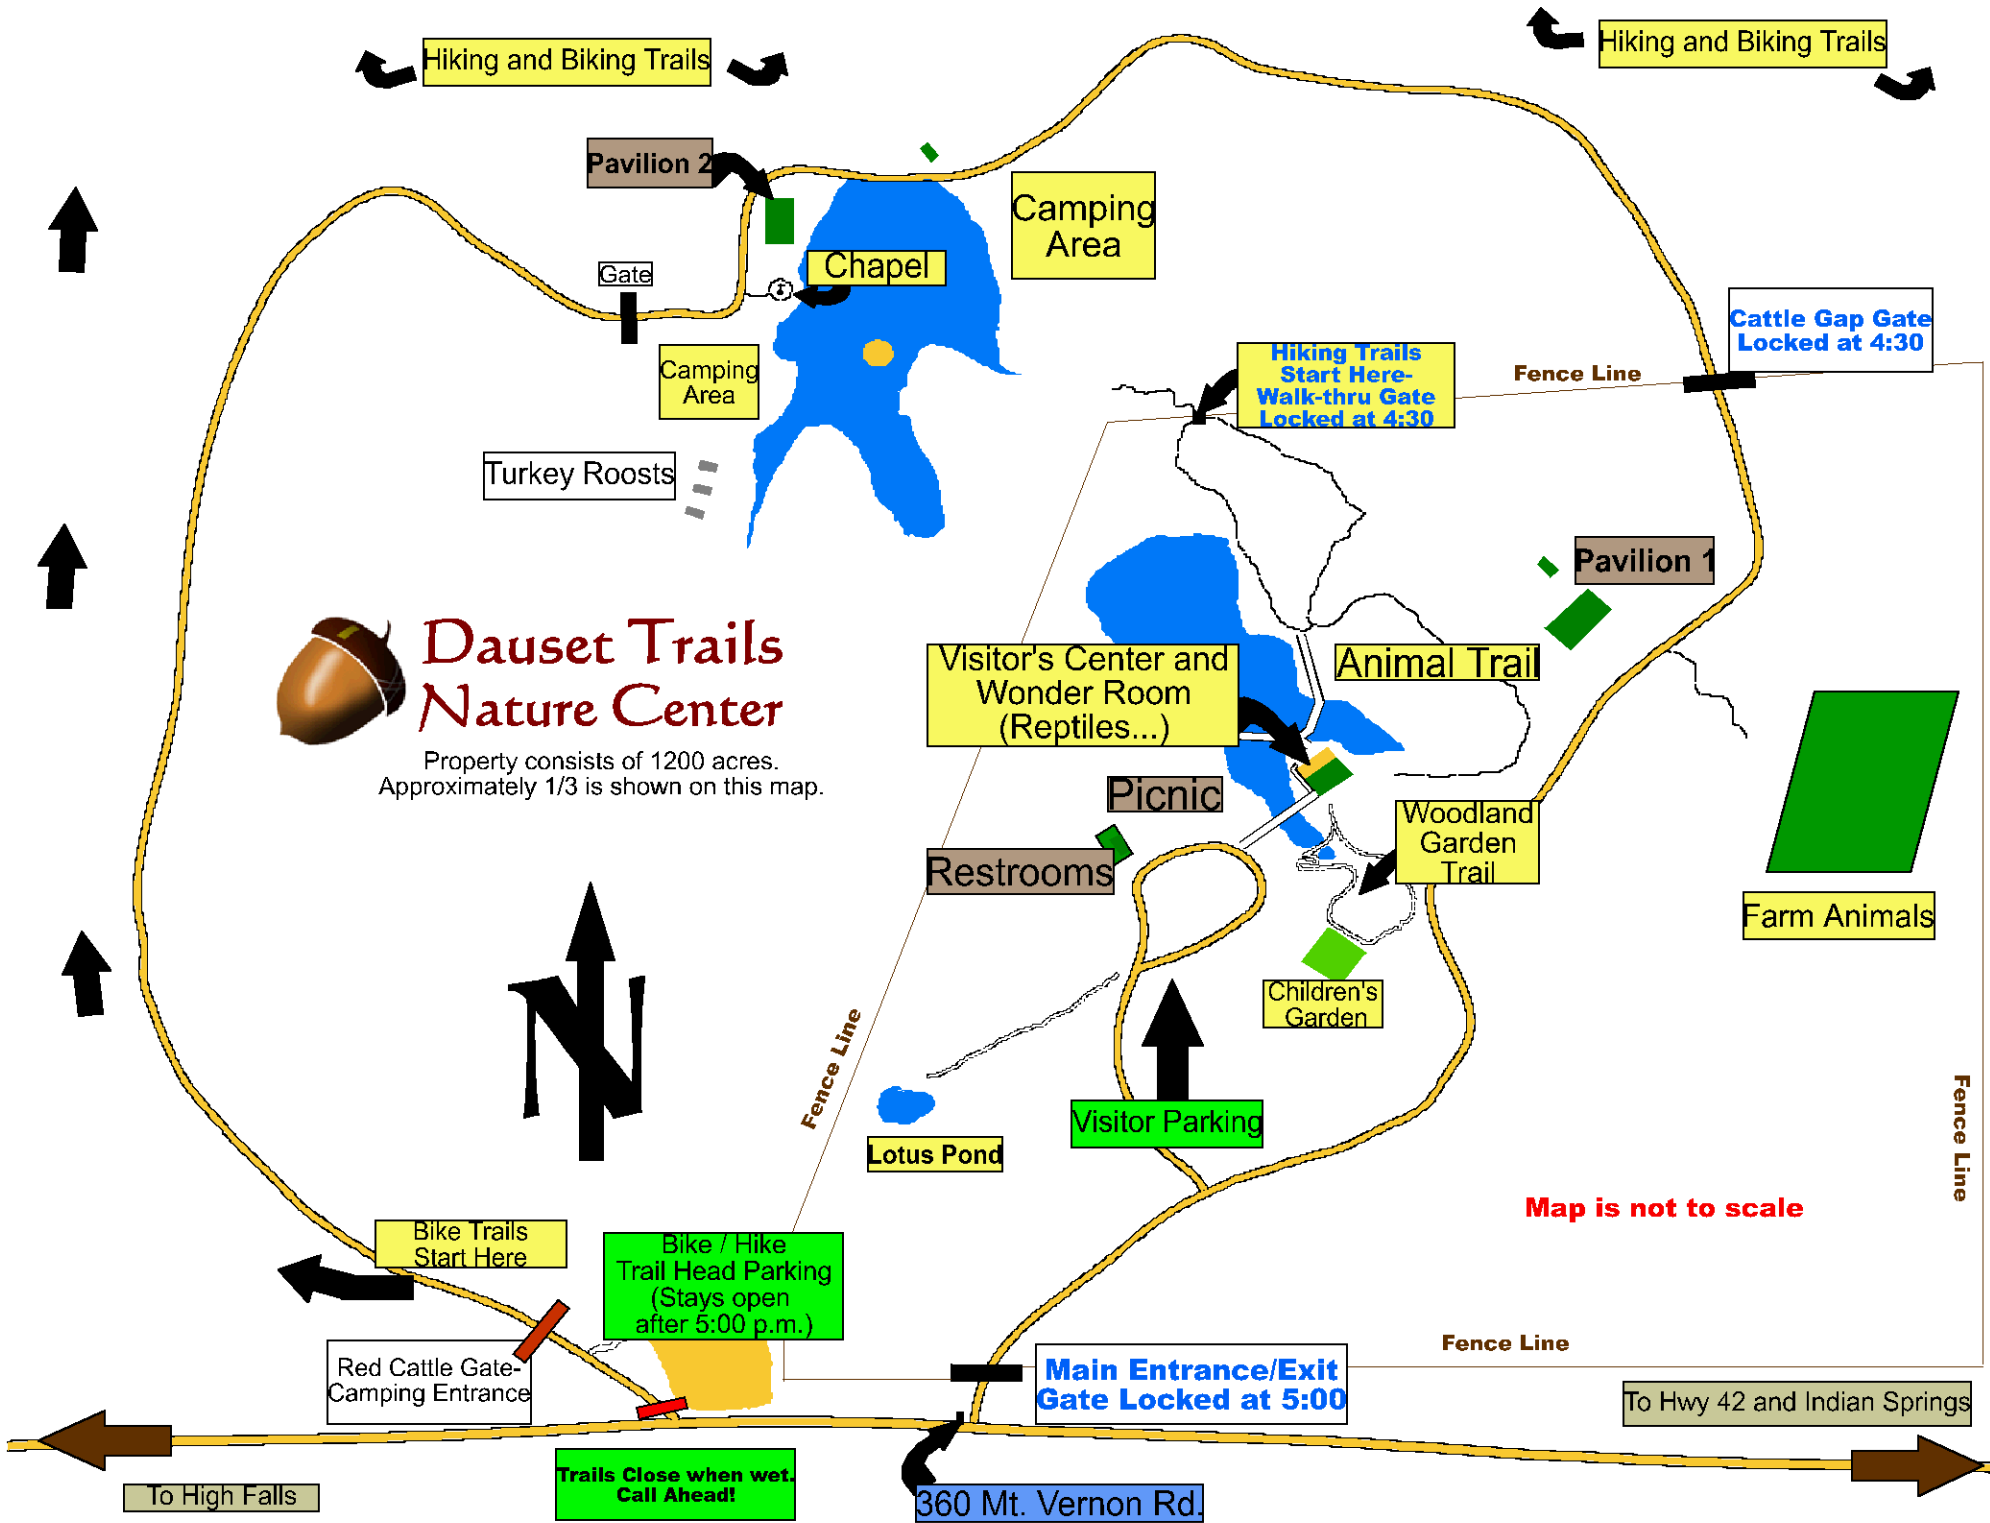 Hiking and Biking Trails
Hiking and Biking Trails
Pavilion 2
Camping
Area
Chapel
Gate
Cattle Gap Gate
Locked at 4:30
Hiking Trails
Start Here-
Walk-thru Gate
Locked at 4:30
Fence Line
Camping
Area
Turkey Roosts
Pavilion 1
Dauset Trails
Nature Center
Property consists of 1200 acres.
Approximately 1/3 is shown on this map.
Visitor's Center and
Wonder Room
(Reptiles...)
Animal Trail
Picnic
Woodland
Garden
Trail
Restrooms
Farm Animals
Children's
Garden
Fence Line
N
Visitor Parking
Lotus Pond
Fence Line
Map is not to scale
Bike Trails
Start Here
Bike / Hike
Trail Head Parking
(Stays open
after 5:00 p.m.)
Fence Line
Red Cattle Gate-
Camping Entrance
Main Entrance/Exit
Gate Locked at 5:00
To Hwy 42 and Indian Springs
To High Falls
Trails Close when wet.
Call Ahead!
360 Mt. Vernon Rd.